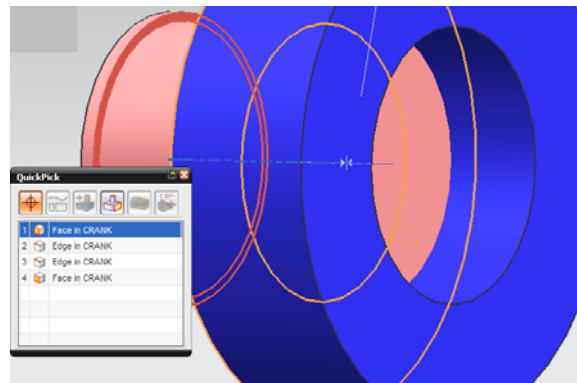 QuickPick
1 Face in CRANK
2 Edge in CRANK
3 Edge in CRANK
4 Face in CRANK